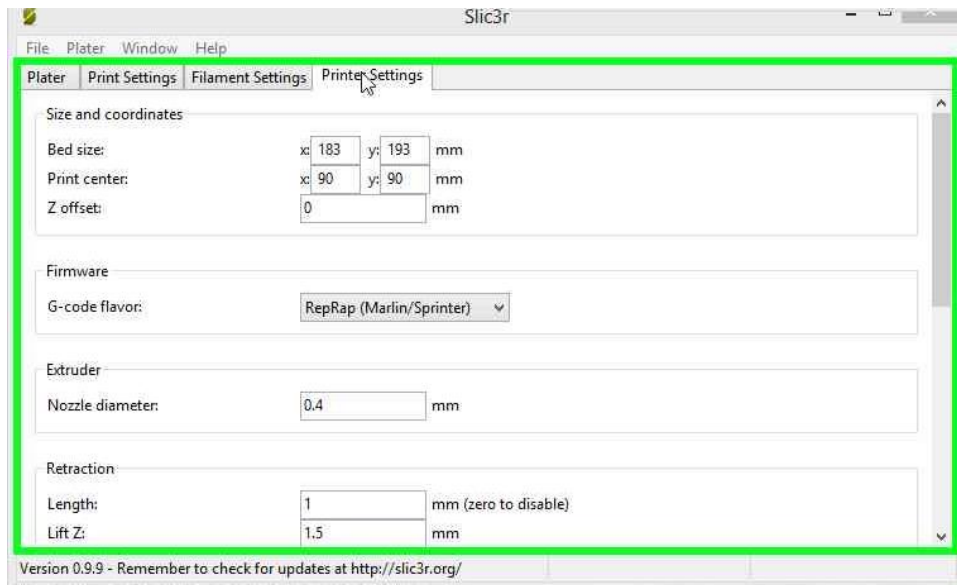 Slic3r
File Plater Window Help
Plater Print Settings Filament Settings Printer Settings
Size and coordinates
Bed size: x: 183 y: 193 mm
Print center: x: 90 y: 90 mm
Z offset: 0 mm
Firmware
G-code flavor: RepRap (Marlin/Sprinter)
Extruder
Nozzle diameter: 0.4 mm
Retraction
Length: 1 mm (zero to disable)
Lift Z: 1.5 mm
Version 0.9.9 - Remember to check for updates at http://slic3r.org/